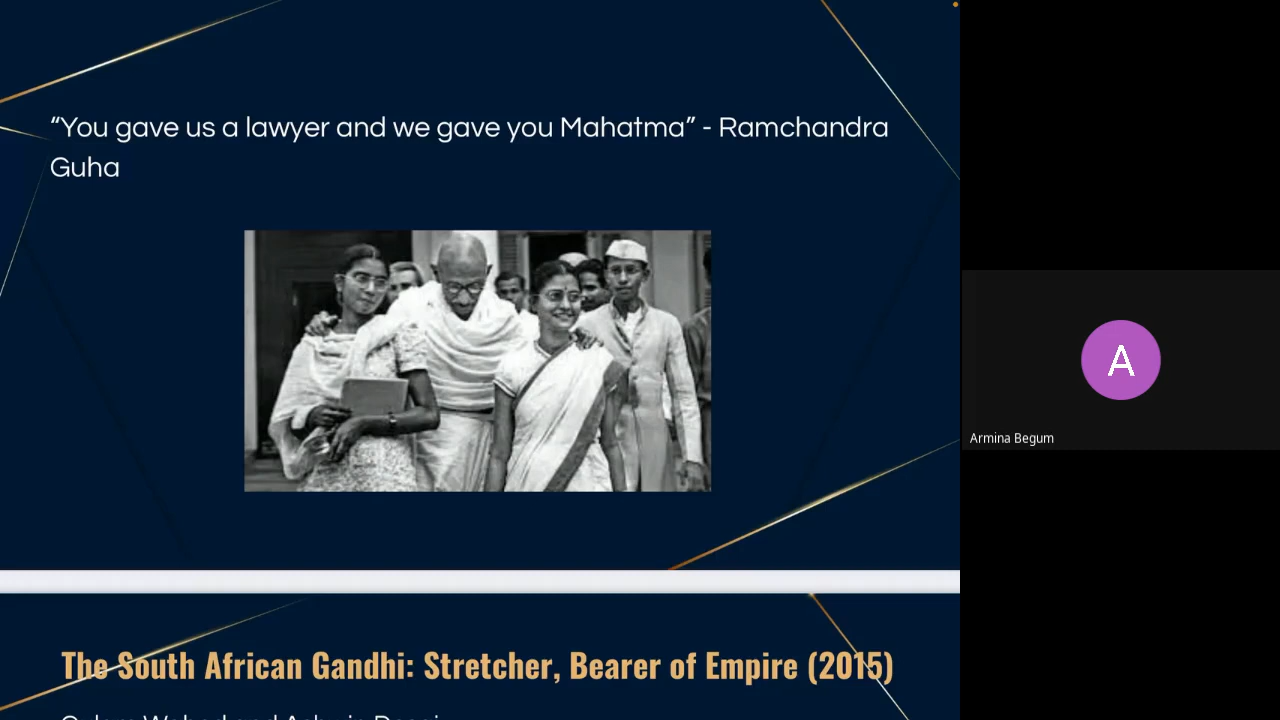 “You gave us a lawyer and we gave you Mahatma” - Ramchandra
Guha
A
Armina Begum
The South African Gandhi: Stretcher, Bearer of Empire (2015)